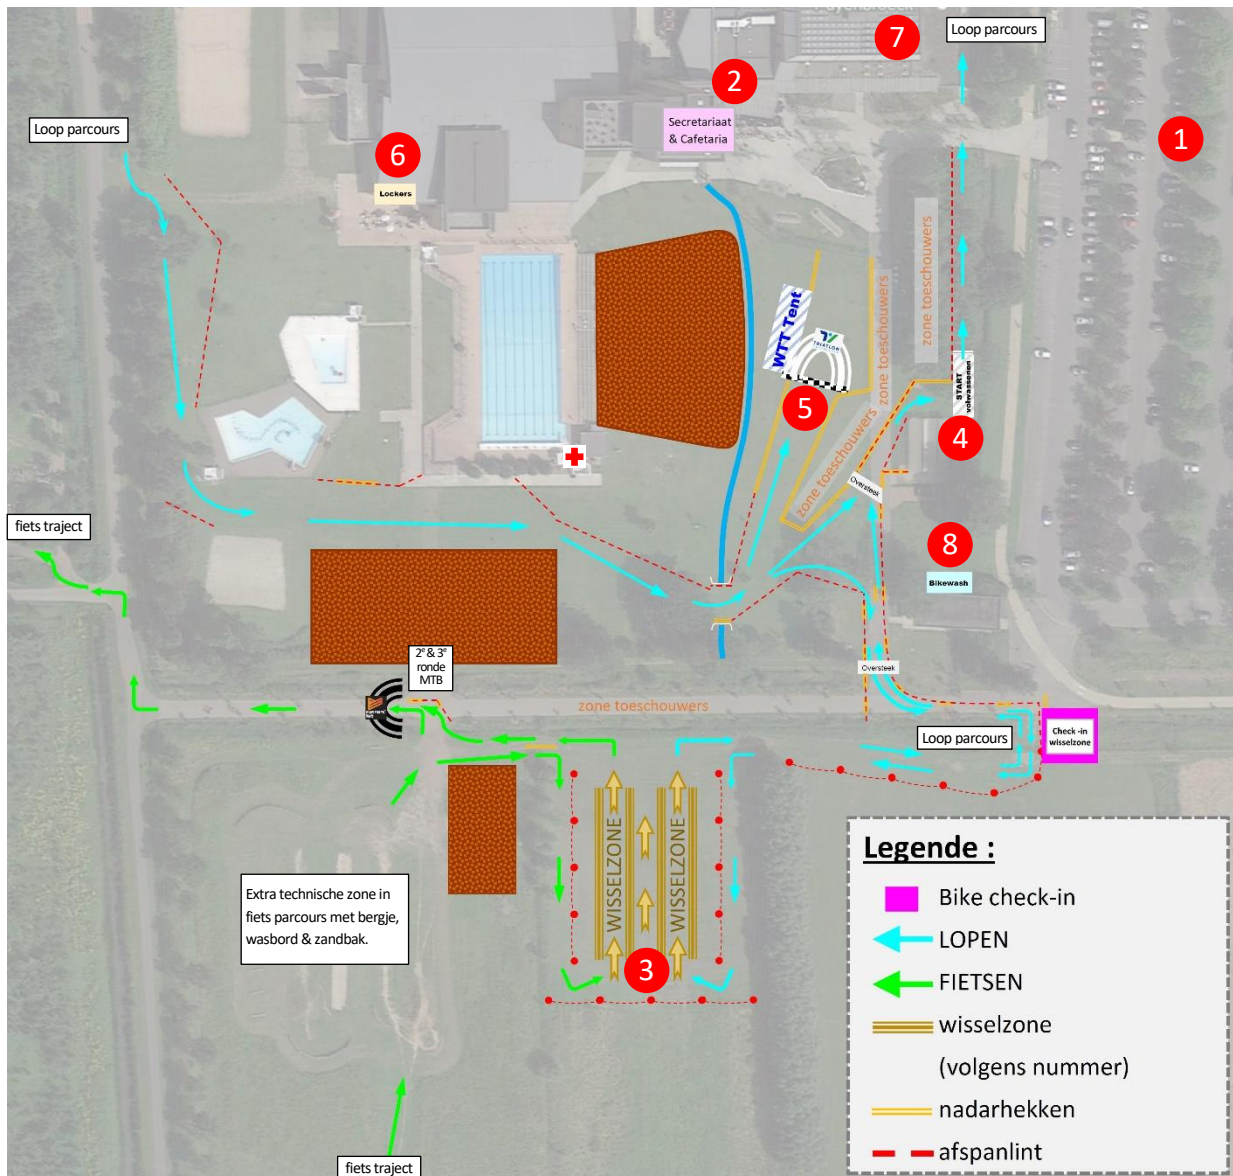 7
Loop parcours
2
1
Secretariaat
& Cafetaria
Loop parcours
6
Lockers
zone toeschouwers
zone toeschouwers
zone toeschouwers
WTT Tent
TRIATLON
START
volwassenen
5
4
Oversteek
fiets traject
8
Bikewash
2e & 3e
ronde
MTB
Oversteek
zone toeschouwers
Loop parcours
Check -in
wisselzone
WISSELZONE
WISSELZONE
3
Extra technische zone in
fiets parcours met bergje,
wasbord & zandbak.
fiets traject
Legende :
Bike check-in
LOPEN
FIETSEN
wisselzone
(volgens nummer)
nadarhekken
afspanlint